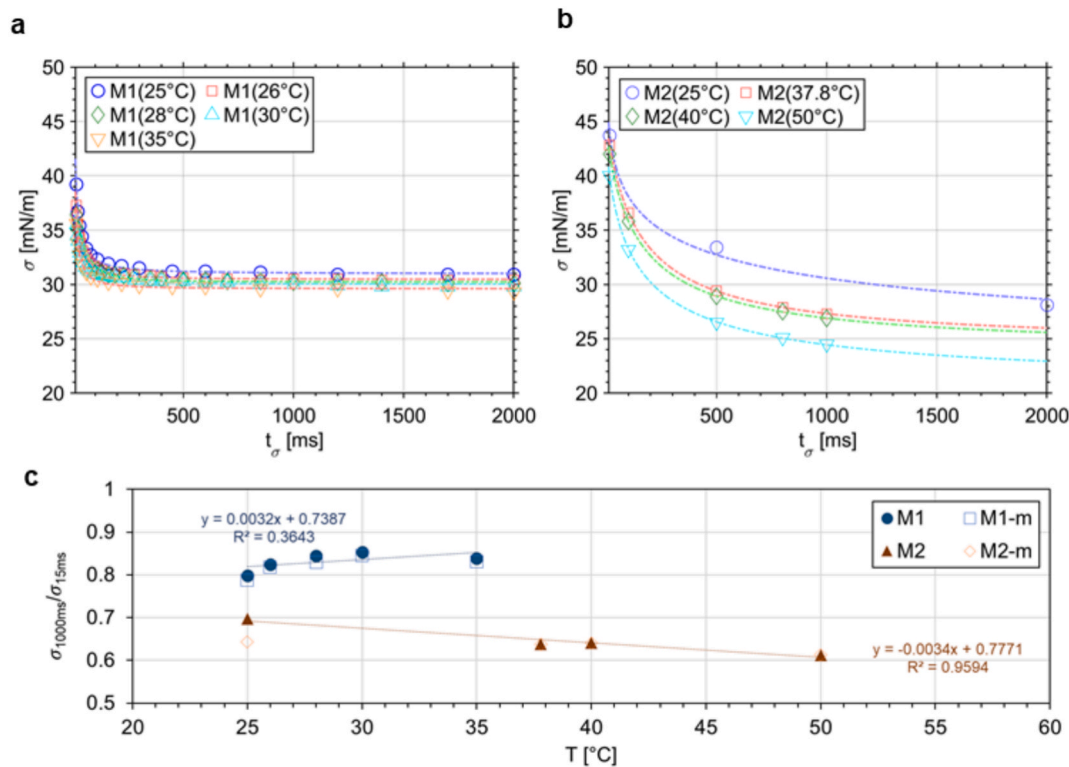 a
b
50
45
40
35
30
25
20
σ [mN/m]
M1(25°C)
M1(26°C)
M1(28°C)
M1(30°C)
M1(35°C)
500
1000
1500
2000
tσ [ms]
50
45
40
35
30
25
20
σ [mN/m]
M2(25°C)
M2(37.8°C)
M2(40°C)
M2(50°C)
500
1000
1500
2000
tσ [ms]
c
1
0.9
0.8
0.7
0.6
0.5
σ1000ms/σ15ms
y = 0.0032x + 0.7387
R² = 0.3643
M1
M1-m
M2
M2-m
y = -0.0034x + 0.7771
R² = 0.9594
20
25
30
35
40
45
50
55
60
T [°C]